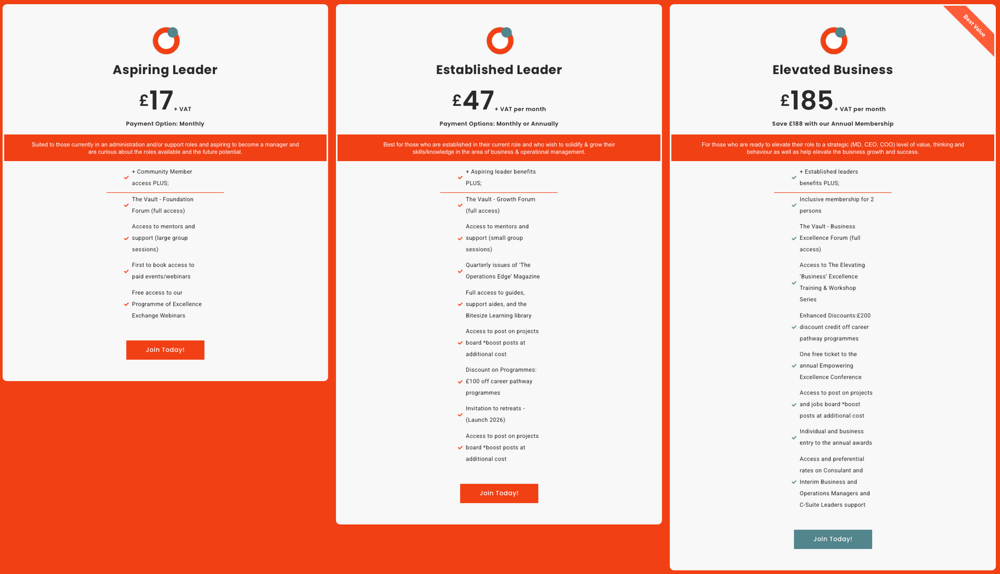 Aspiring Leader
£17 + VAT
Payment Option: Monthly
Suited to those currently in an administration and/or support roles and aspiring to become a manager and
are curious about the roles available and the future potential.
+ Community Member
access PLUS;
The Vault - Foundation
Forum (full access)
Access to mentors and
support (large group
sessions)
First to book access to
paid events/webinars
Free access to our
Programme of Excellence
Exchange Webinars
Join Today!
Established Leader
£47 + VAT per month
Payment Options: Monthly or Annually
Best for those who are established in their current role and who wish to solidify & grow their
skills/knowledge in the area of business & operational management.
+ Aspiring leader benefits
PLUS;
The Vault - Growth Forum
(full access)
Access to mentors and
support (small group
sessions)
Quarterly issues of ‘The
Operations Edge’ Magazine
Full access to guides,
support aides, and the
Bitesize Learning library
Access to post on projects
board *boost posts at
additional cost
Discount on Programmes:
£100 off career pathway
programmes
Invitation to retreats -
(Launch 2026)
Access to post on projects
board *boost posts at
additional cost
Join Today!
Best Value
Elevated Business
£185 + VAT per month
Save £188 with our Annual Membership
For those who are ready to elevate their role to a strategic (MD, CEO, COO) level of value, thinking and
behaviour as well as help elevate the buisness growth and success.
+ Established leaders
benefits PLUS;
Inclusive membership for 2
persons
The Vault - Business
Excellence Forum (full
access)
Access to The Elevating
‘Business’ Excellence
Training & Workshop
Series
Enhanced Discounts:£200
discount credit off career
pathway programmes
One free ticket to the
annual Empowering
Excellence Conference
Access to post on projects
and jobs board *boost
posts at additional cost
Individual and business
entry to the annual awards
Access and preferential
rates on Consulant and
Interim Business and
Operations Managers and
C-Suite Leaders support
Join Today!